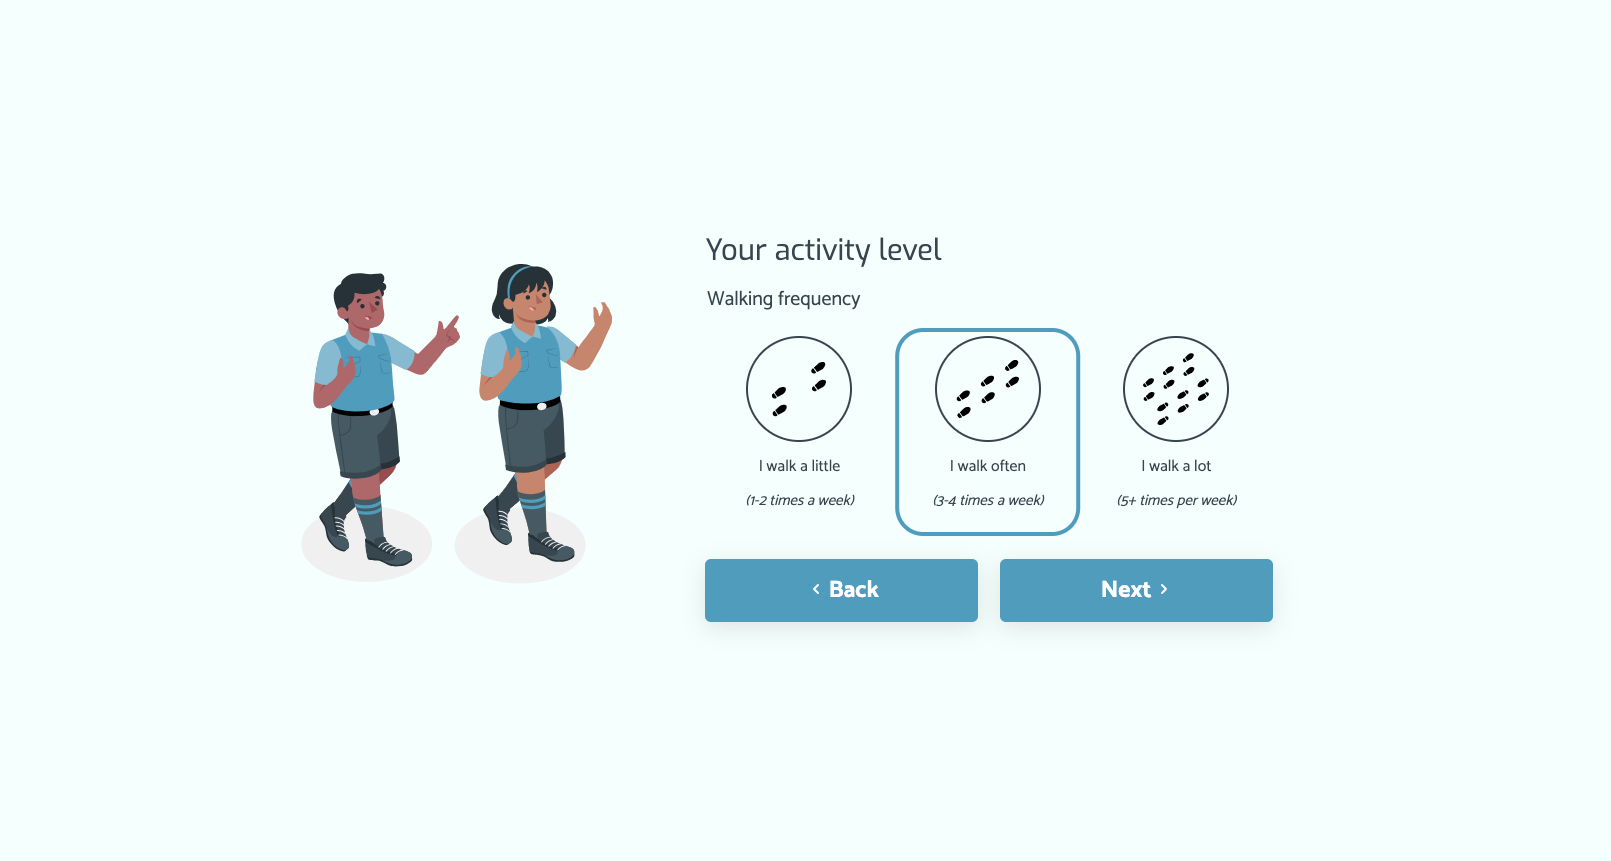 Your activity level
Walking frequency
I walk a little
(1-2 times a week)
I walk often
(3-4 times a week)
I walk a lot
(5+ times per week)
‹ Back
Next ›